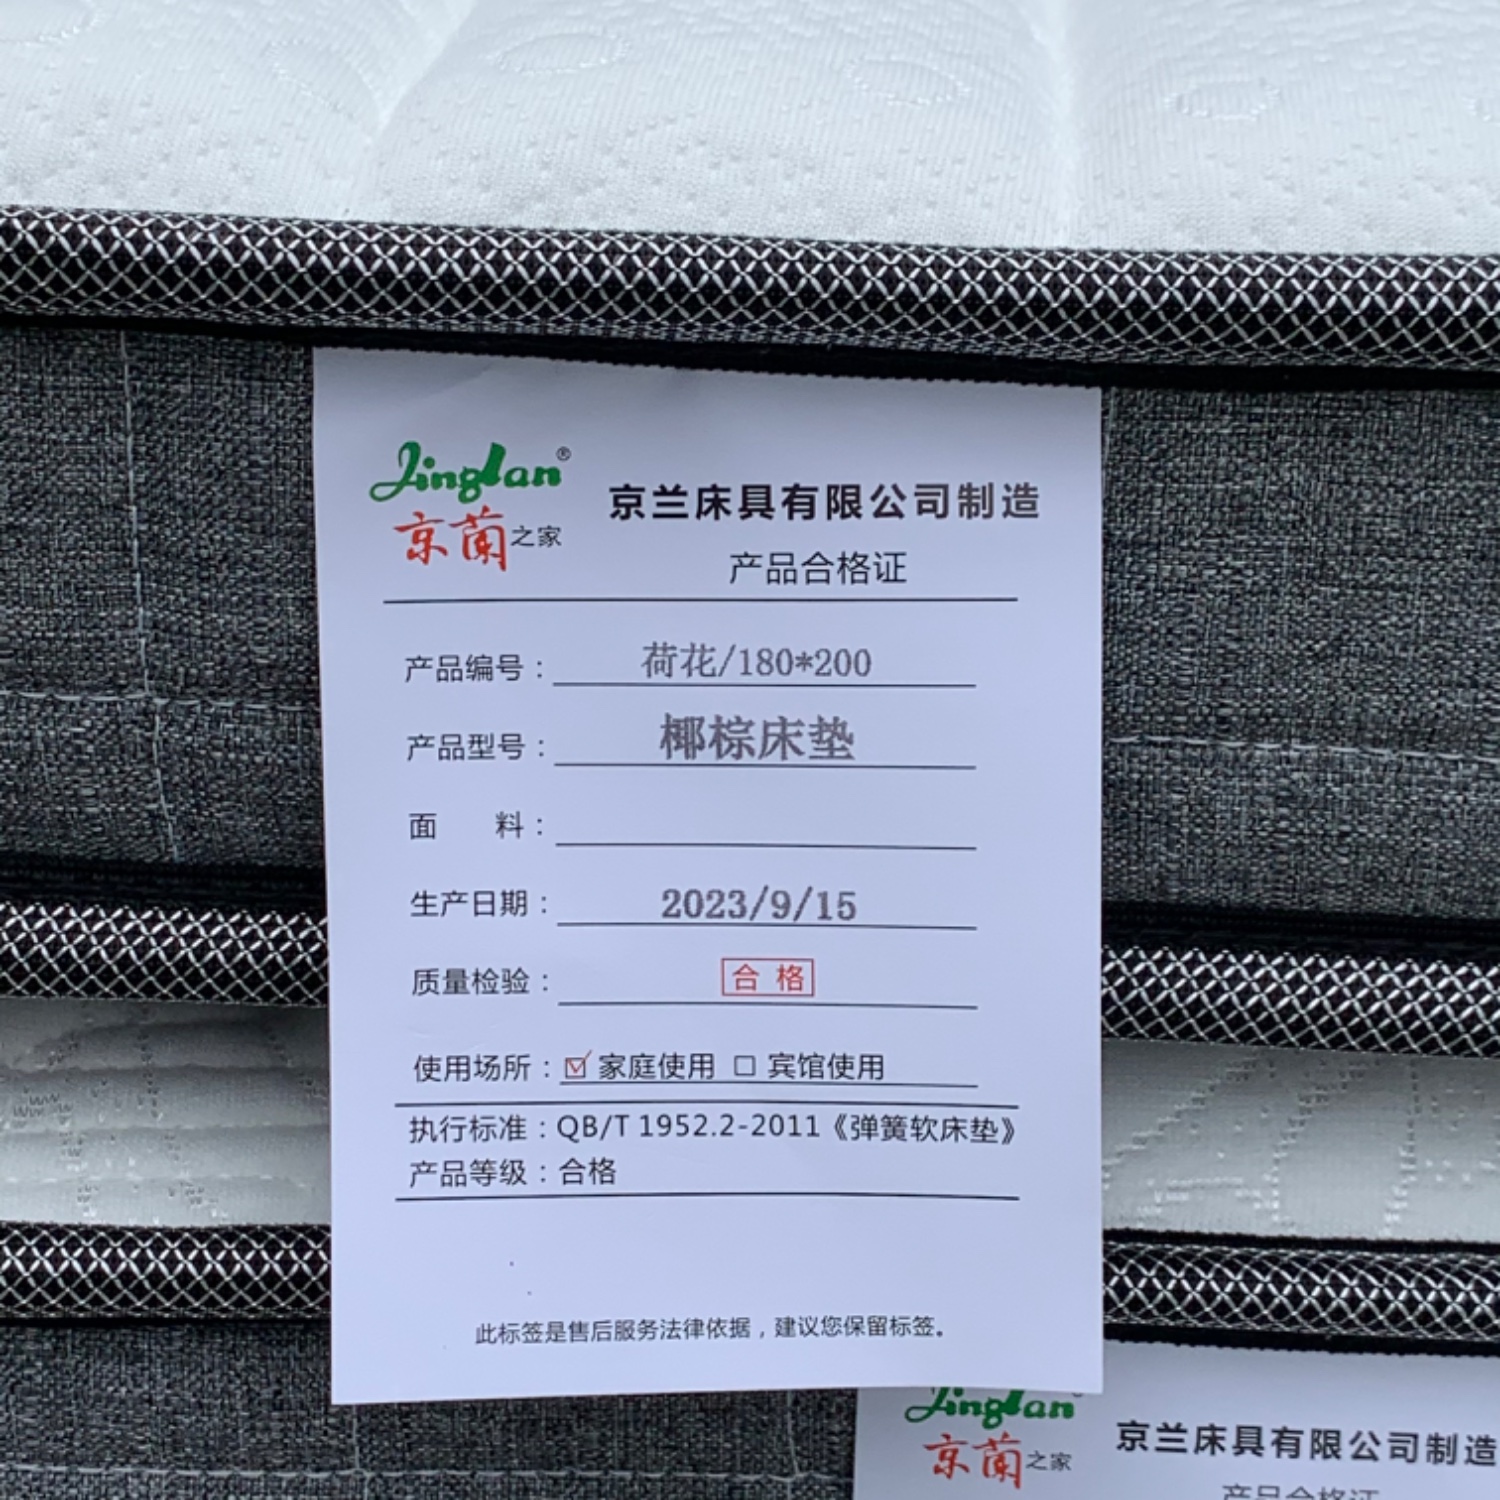 Jinglan®
京蘭之家
京兰床具有限公司制造
产品合格证
产品编号：荷花/180*200
产品型号：椰棕床垫
面 料：
生产日期：2023/9/15
质量检验：合格
使用场所：☑ 家庭使用 □ 宾馆使用
执行标准：QB/T 1952.2-2011《弹簧软床垫》
产品等级：合格
此标签是售后服务法律依据，建议您保留标签。
Jinglan
京蘭之家
京兰床具有限公司制造
产品合格证